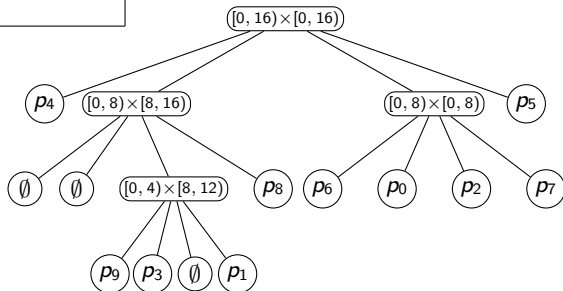 [0, 16)×[0, 16)
p4 [0, 8)×[8, 16) [0, 8)×[0, 8) p5
∅ ∅ [0, 4)×[8, 12) p8 p6 p0 p2 p7
p9 p3 ∅ p1